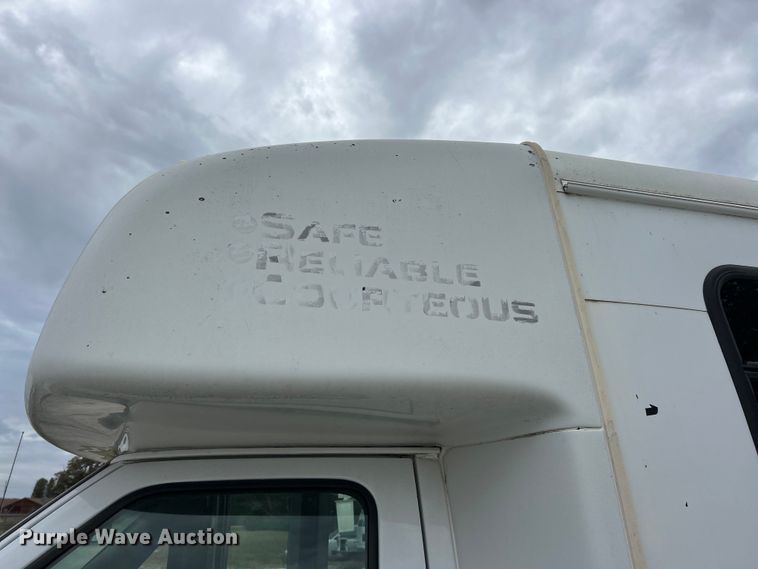 SAFE
RELIABLE
COURTEOUS
Purple Wave Auction